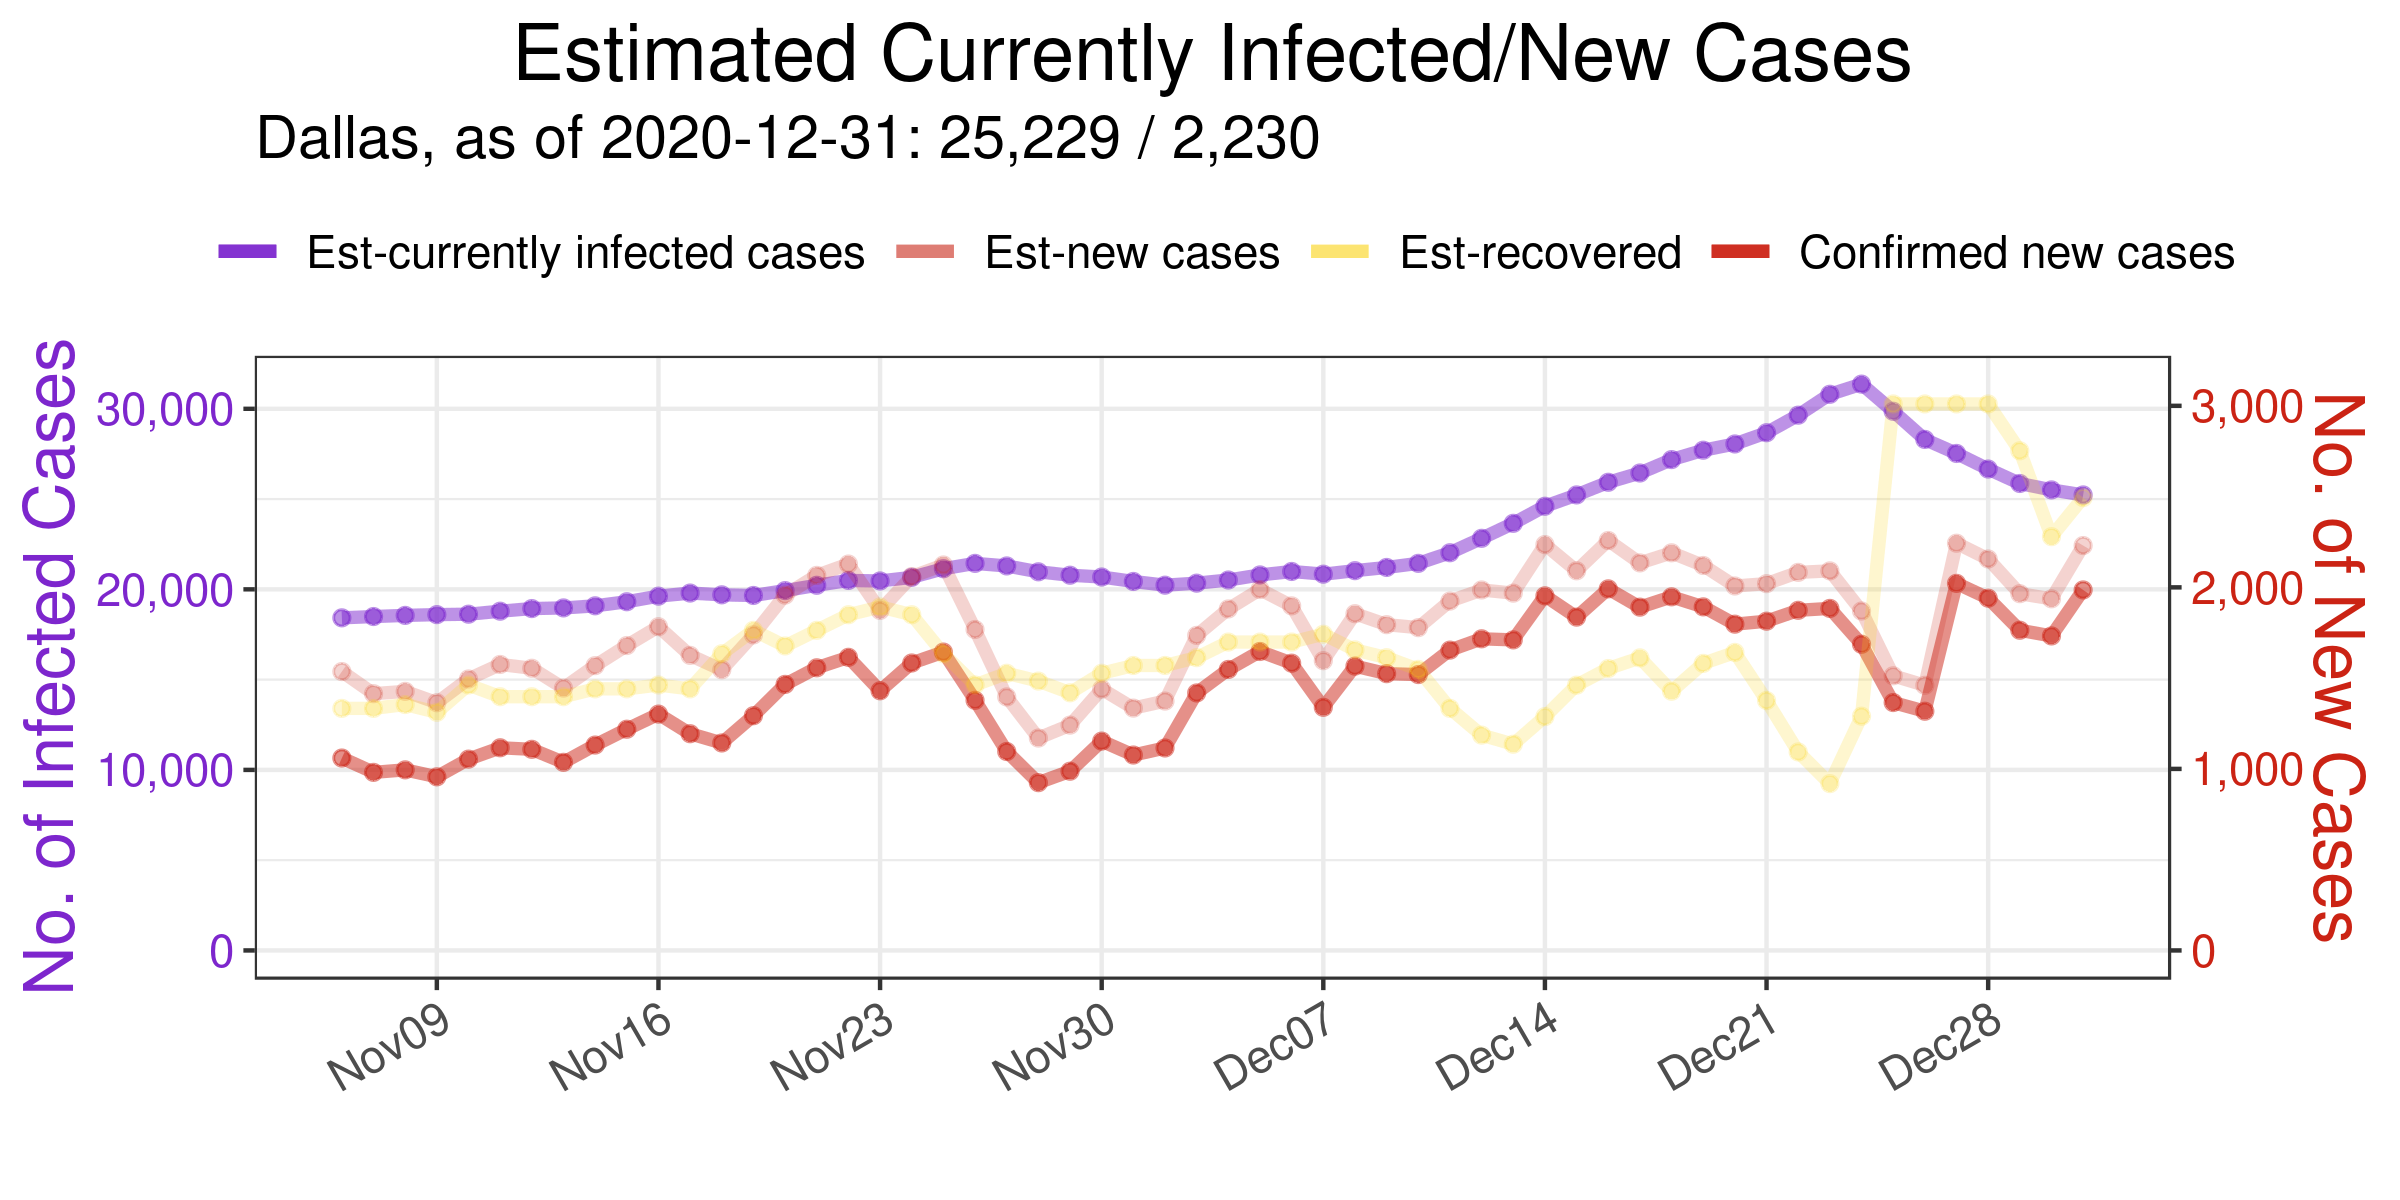 Estimated Currently Infected/New Cases
Dallas, as of 2020-12-31: 25,229 / 2,230
Est-currently infected cases Est-new cases Est-recovered Confirmed new cases
No. of Infected Cases
30,000
20,000
10,000
0
3,000
2,000
1,000
0
No. of New Cases
Nov09 Nov16 Nov23 Nov30 Dec07 Dec14 Dec21 Dec28